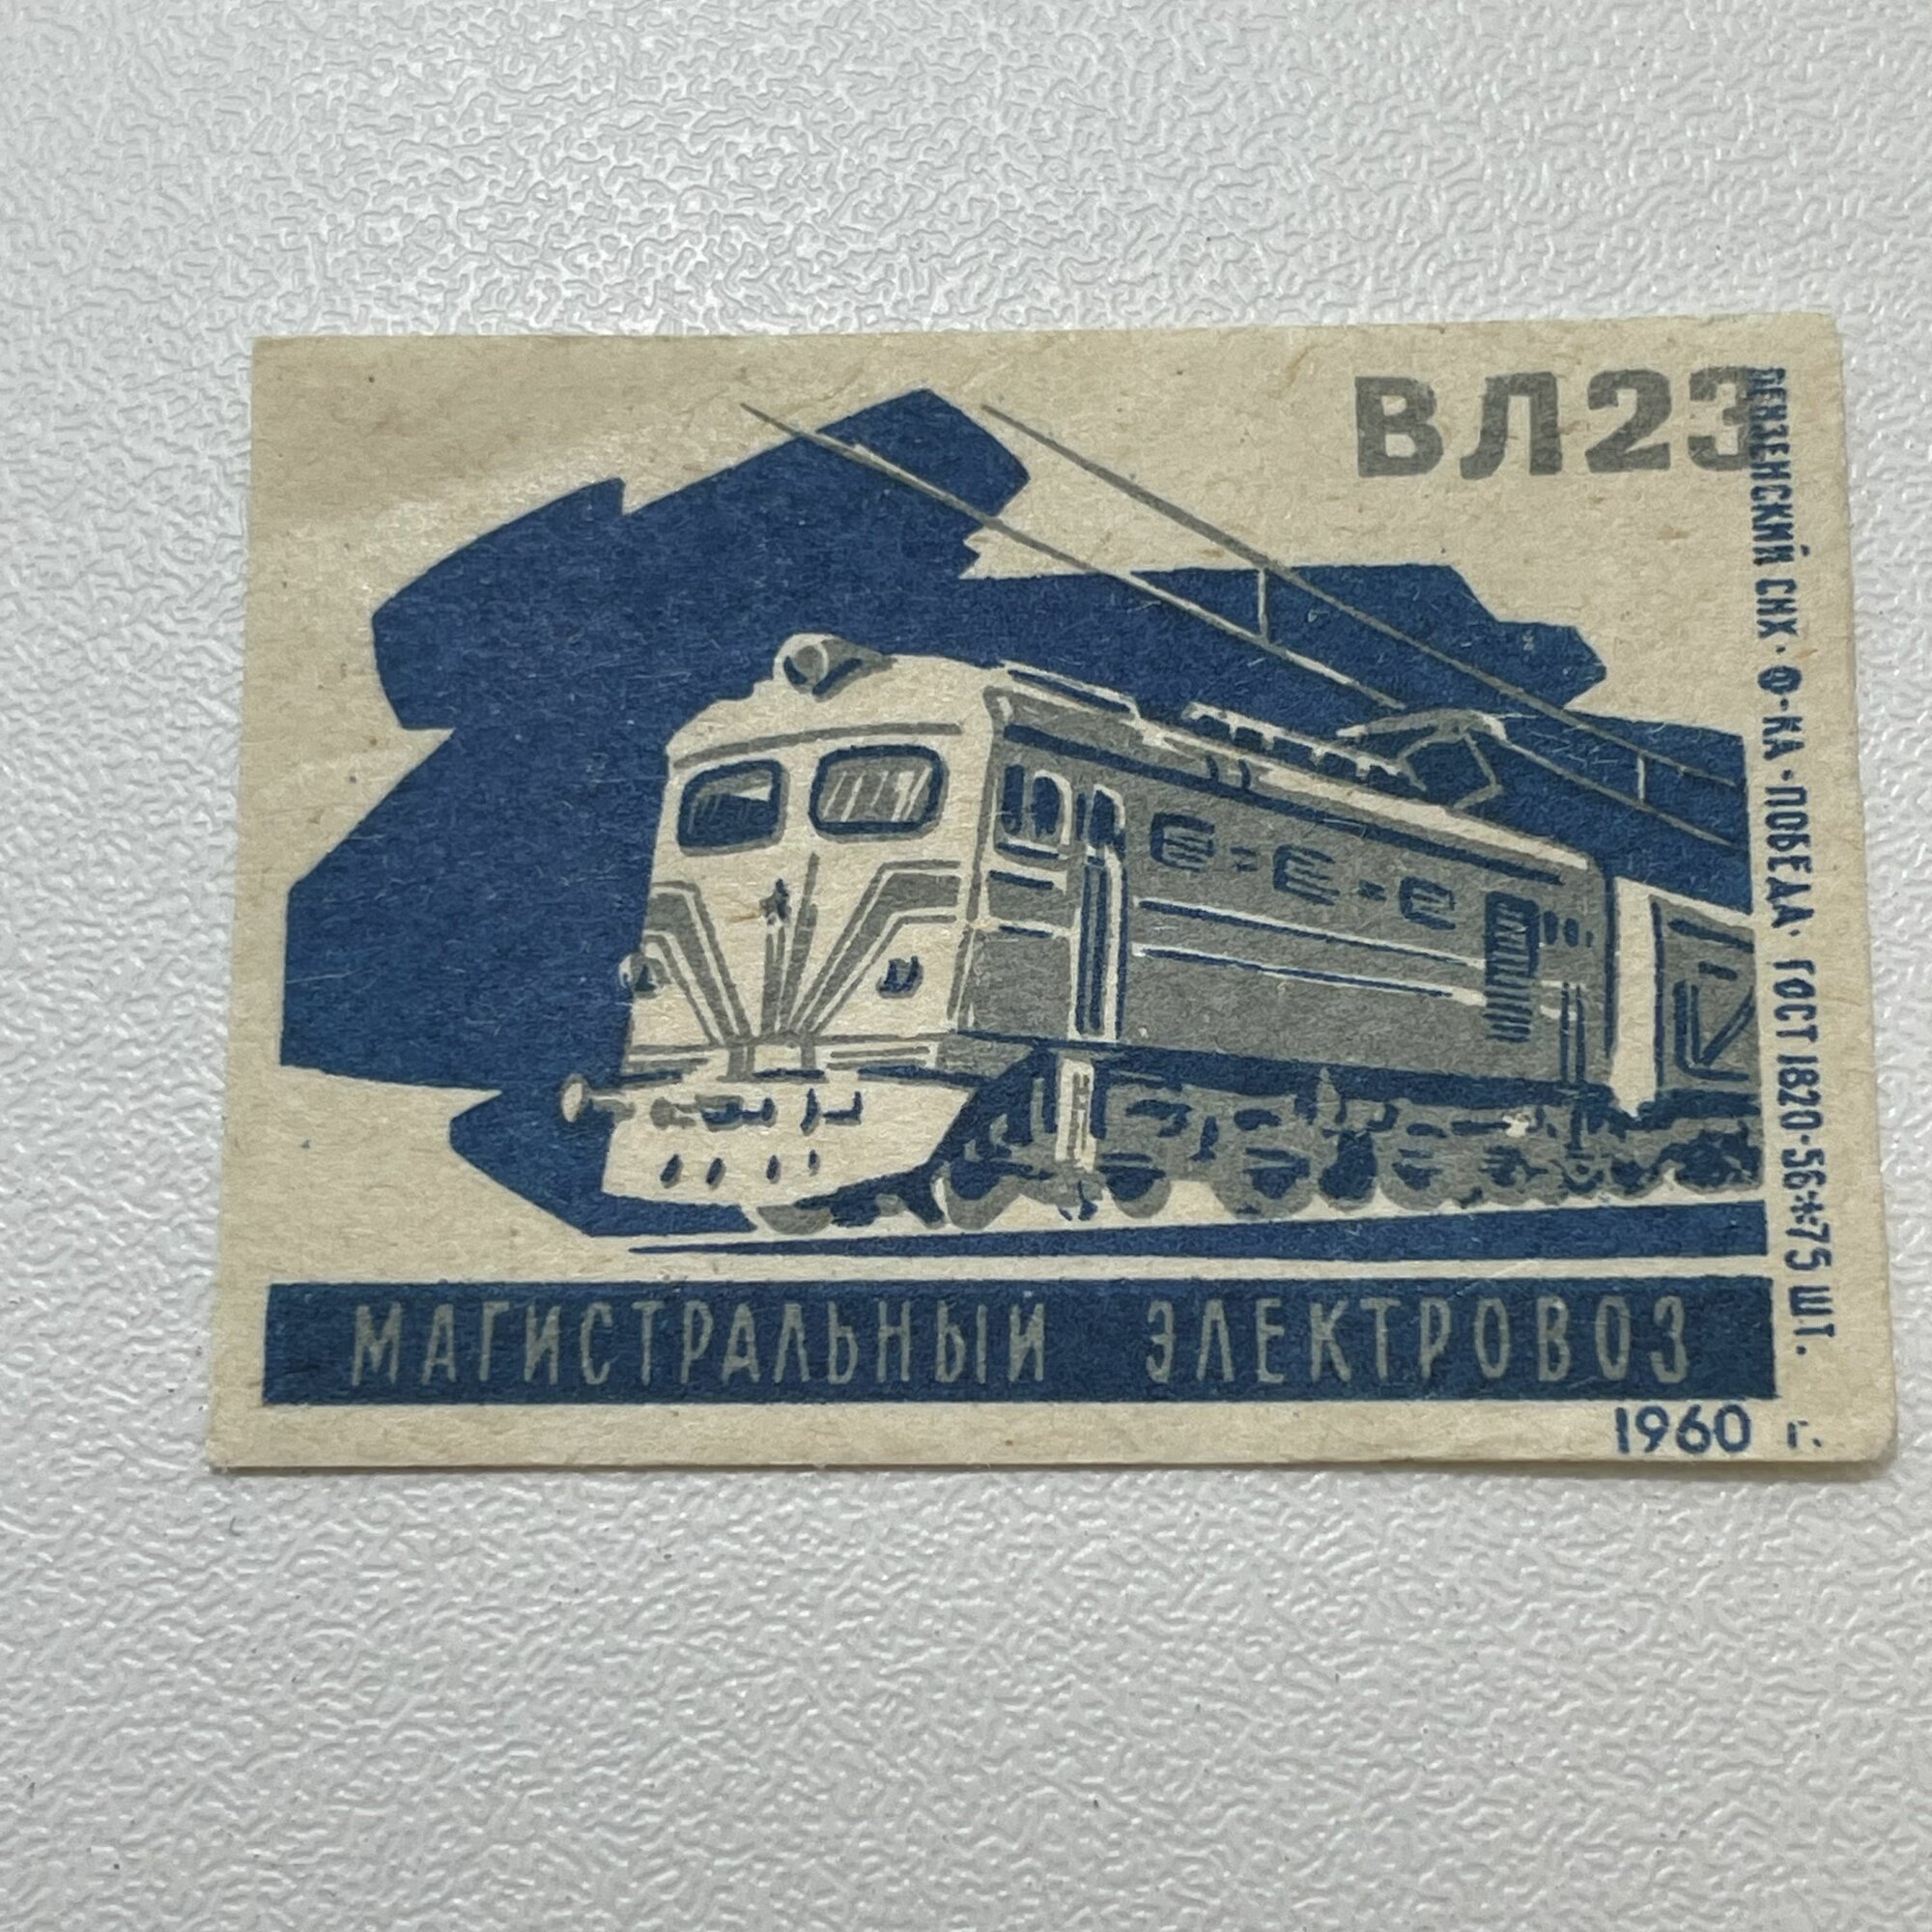 ВЛ23
ПЕНЗЕНСКИЙ СНХ · Ф-КА · ПОБЕДА · ГОСТ 1820-56*75 ШТ.
МАГИСТРАЛЬНЫЙ ЭЛЕКТРОВОЗ
1960 г.